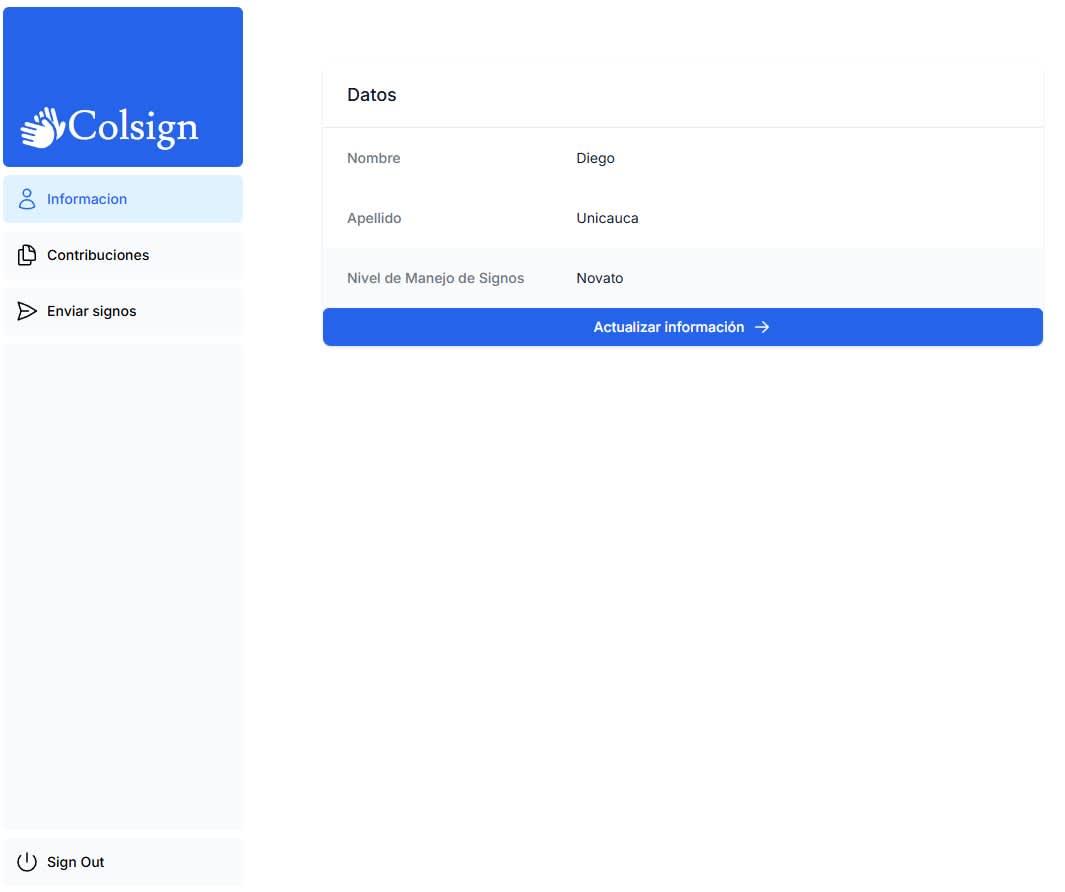 Colsign
Informacion
Contribuciones
Enviar signos
Sign Out
Datos
Nombre Diego
Apellido Unicauca
Nivel de Manejo de Signos Novato
Actualizar información →